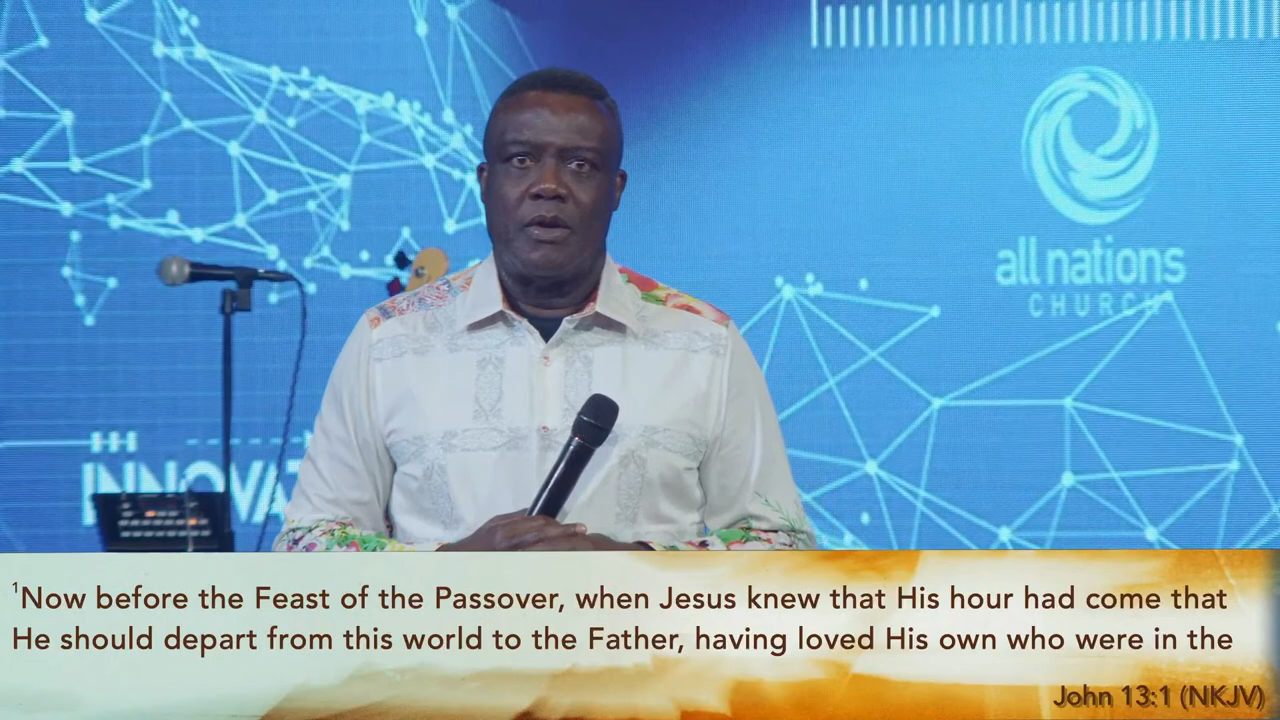 all nations
CHURCH
INNOVAT
¹Now before the Feast of the Passover, when Jesus knew that His hour had come that
He should depart from this world to the Father, having loved His own who were in the
John 13:1 (NKJV)